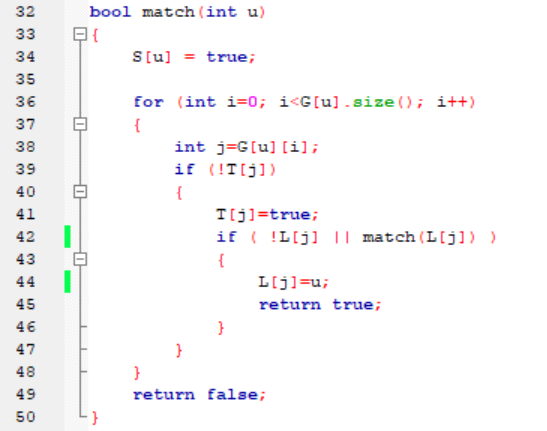 32 bool match(int u)
33 {
34     S[u] = true;
35
36     for (int i=0; i<G[u].size(); i++)
37     {
38         int j=G[u][i];
39         if (!T[j])
40         {
41             T[j]=true;
42             if ( !L[j] || match(L[j]) )
43             {
44                 L[j]=u;
45                 return true;
46             }
47         }
48     }
49     return false;
50 }